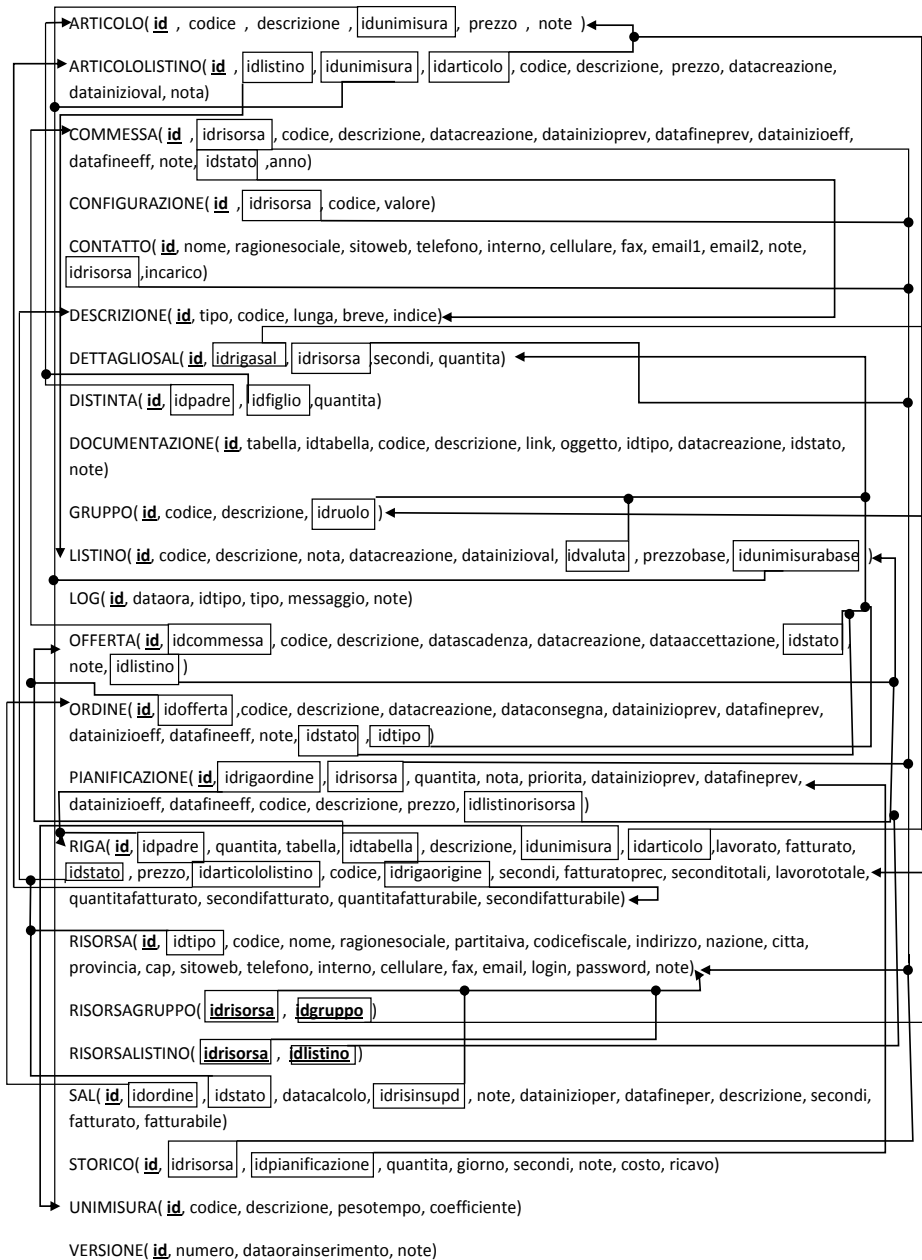 ARTICOLO( id , codice , descrizione , idunimisura , prezzo , note )
ARTICOLOLISTINO( id , idlistino , idunimisura , idarticolo , codice, descrizione, prezzo, datacreazione,
datainizioval, nota)
COMMESSA( id , idrisorsa , codice, descrizione, datacreazione, datainizioprev, datafineprev, datainizioeff,
datafineeff, note, idstato ,anno)
CONFIGURAZIONE( id , idrisorsa , codice, valore)
CONTATTO( id, nome, ragionesociale, sitoweb, telefono, interno, cellulare, fax, email1, email2, note,
idrisorsa ,incarico)
DESCRIZIONE( id, tipo, codice, lunga, breve, indice)
DETTAGLIOSAL( id, idrigasal , idrisorsa ,secondi, quantita)
DISTINTA( id, idpadre , idfiglio ,quantita)
DOCUMENTAZIONE( id, tabella, idtabella, codice, descrizione, link, oggetto, idtipo, datacreazione, idstato,
note)
GRUPPO( id, codice, descrizione, idruolo )
LISTINO( id, codice, descrizione, nota, datacreazione, datainizioval, idvaluta , prezzobase, idunimisurabase )
LOG( id, dataora, idtipo, tipo, messaggio, note)
OFFERTA( id, idcommessa , codice, descrizione, datascadenza, datacreazione, dataaccettazione, idstato ,
note, idlistino )
ORDINE( id, idofferta ,codice, descrizione, datacreazione, dataconsegna, datainizioprev, datafineprev,
datainizioeff, datafineeff, note, idstato , idtipo )
PIANIFICAZIONE( id, idrigaordine , idrisorsa , quantita, nota, priorita, datainizioprev, datafineprev,
datainizioeff, datafineeff, codice, descrizione, prezzo, idlistinorisorsa )
RIGA( id, idpadre , quantita, tabella, idtabella , descrizione, idunimisura , idarticolo ,lavorato, fatturato,
idstato , prezzo, idarticololistino , codice, idrigaorigine , secondi, fatturatoprec, seconditotali, lavorototale,
quantitafatturato, secondifatturato, quantitafatturabile, secondifatturabile)
RISORSA( id, idtipo , codice, nome, ragionesociale, partitaiva, codicefiscale, indirizzo, nazione, citta,
provincia, cap, sitoweb, telefono, interno, cellulare, fax, email, login, password, note)
RISORSAGRUPPO( idrisorsa , idgruppo )
RISORSALISTINO( idrisorsa , idlistino )
SAL( id, idordine , idstato , datacalcolo, idrisinsupd , note, datainizioper, datafineper, descrizione, secondi,
fatturato, fatturabile)
STORICO( id, idrisorsa , idpianificazione , quantita, giorno, secondi, note, costo, ricavo)
UNIMISURA( id, codice, descrizione, pesotempo, coefficiente)
VERSIONE( id, numero, dataorainserimento, note)